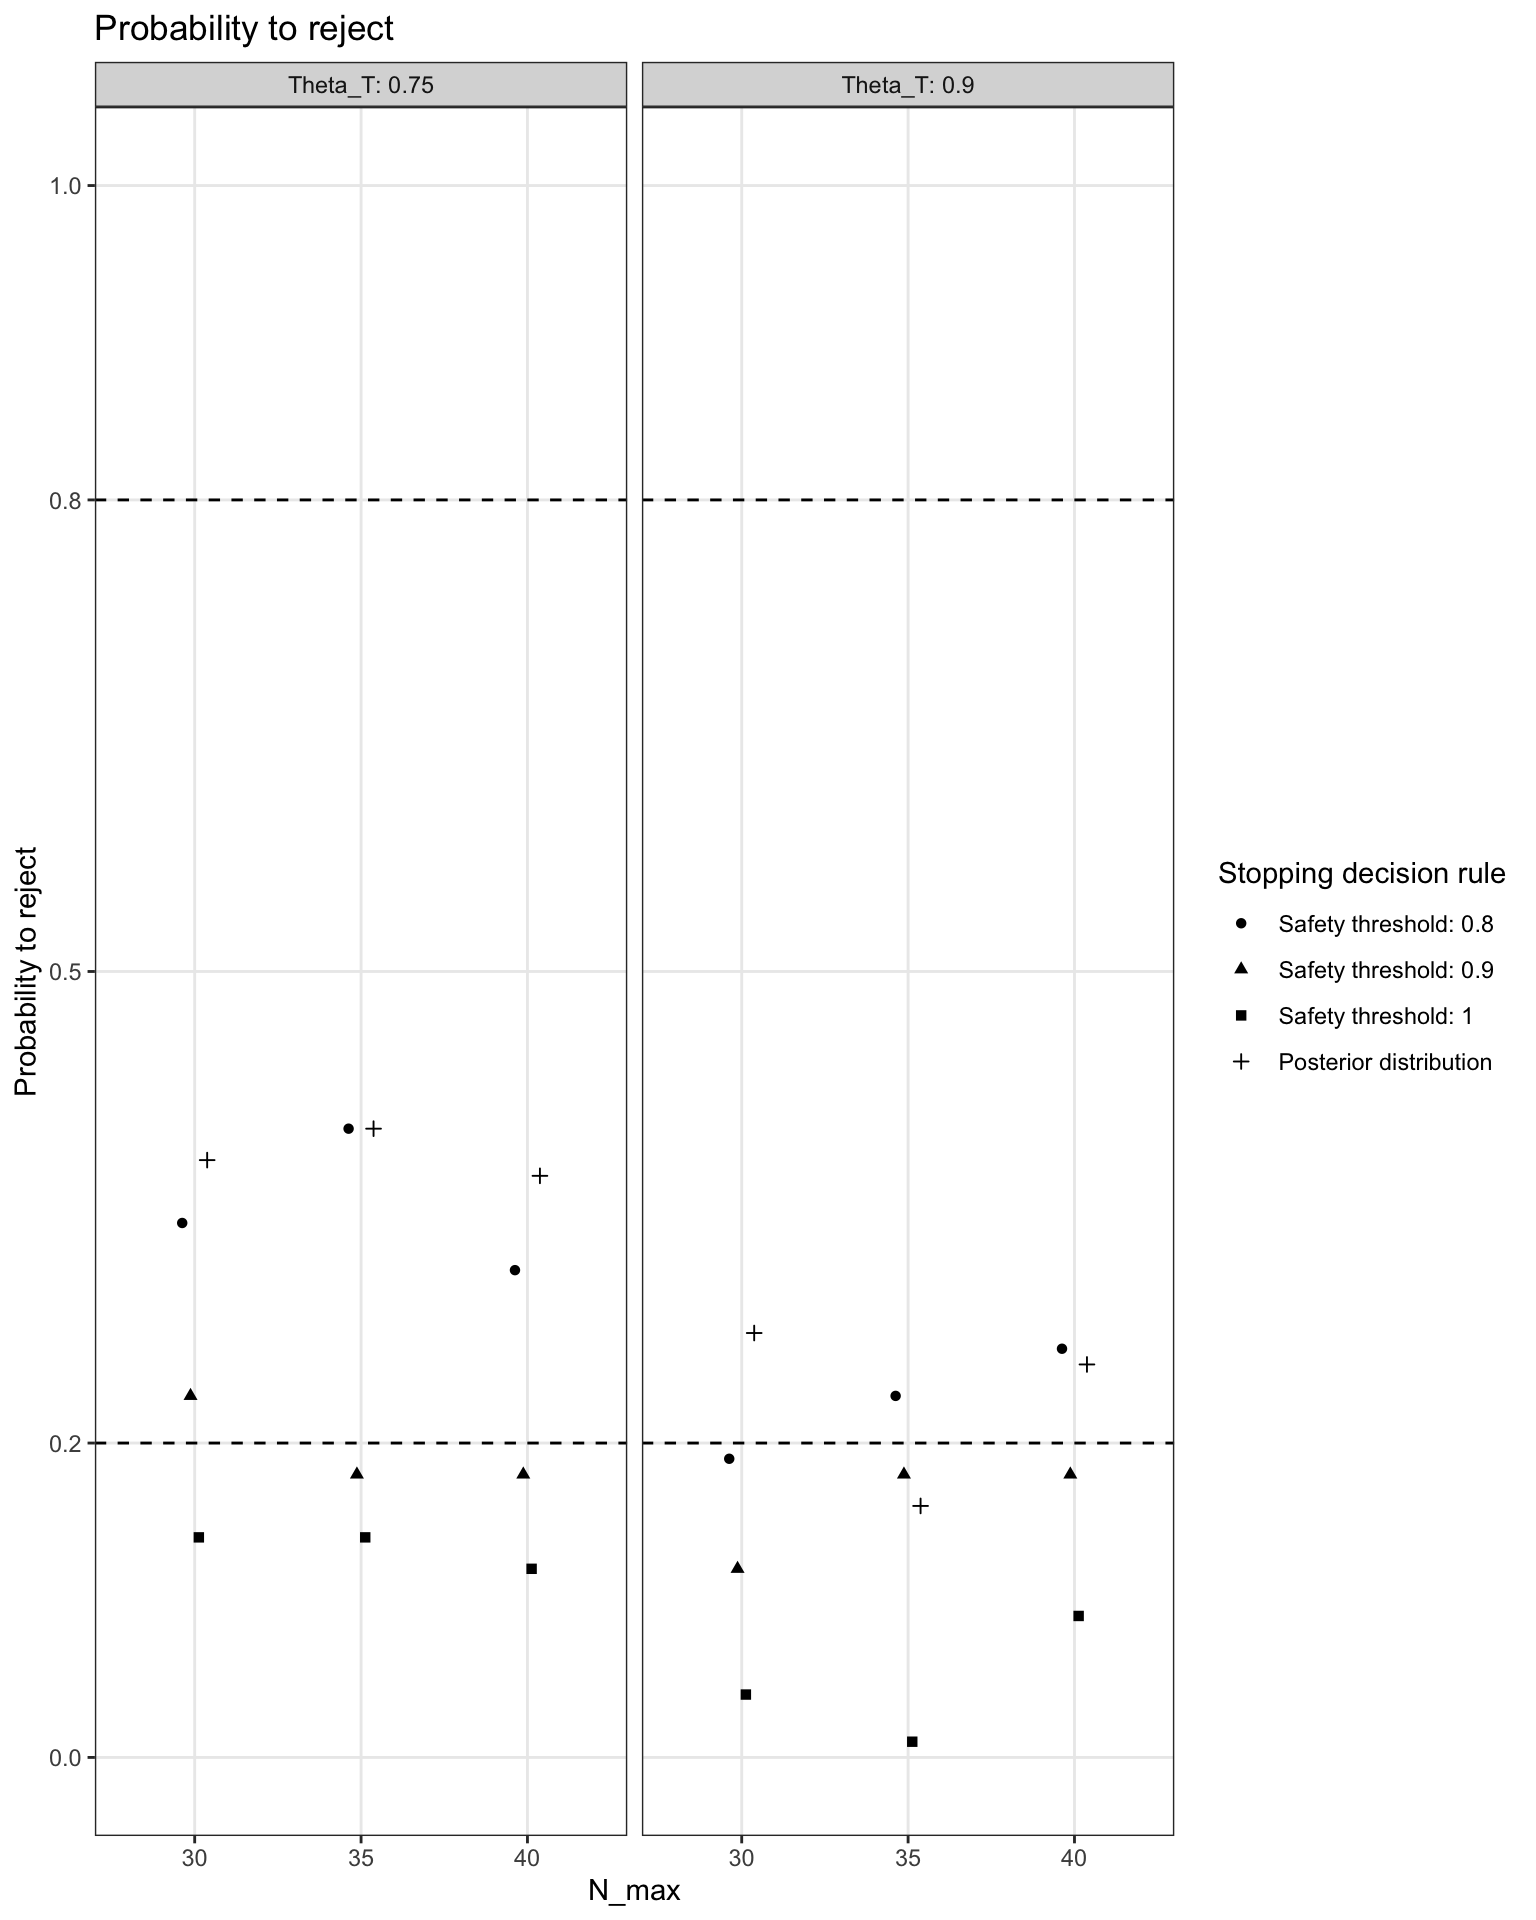 Probability to reject
Theta_T: 0.75
Theta_T: 0.9
1.0
0.8
0.5
0.2
0.0
Probability to reject
30
35
40
30
35
40
N_max
Stopping decision rule
Safety threshold: 0.8
Safety threshold: 0.9
Safety threshold: 1
Posterior distribution